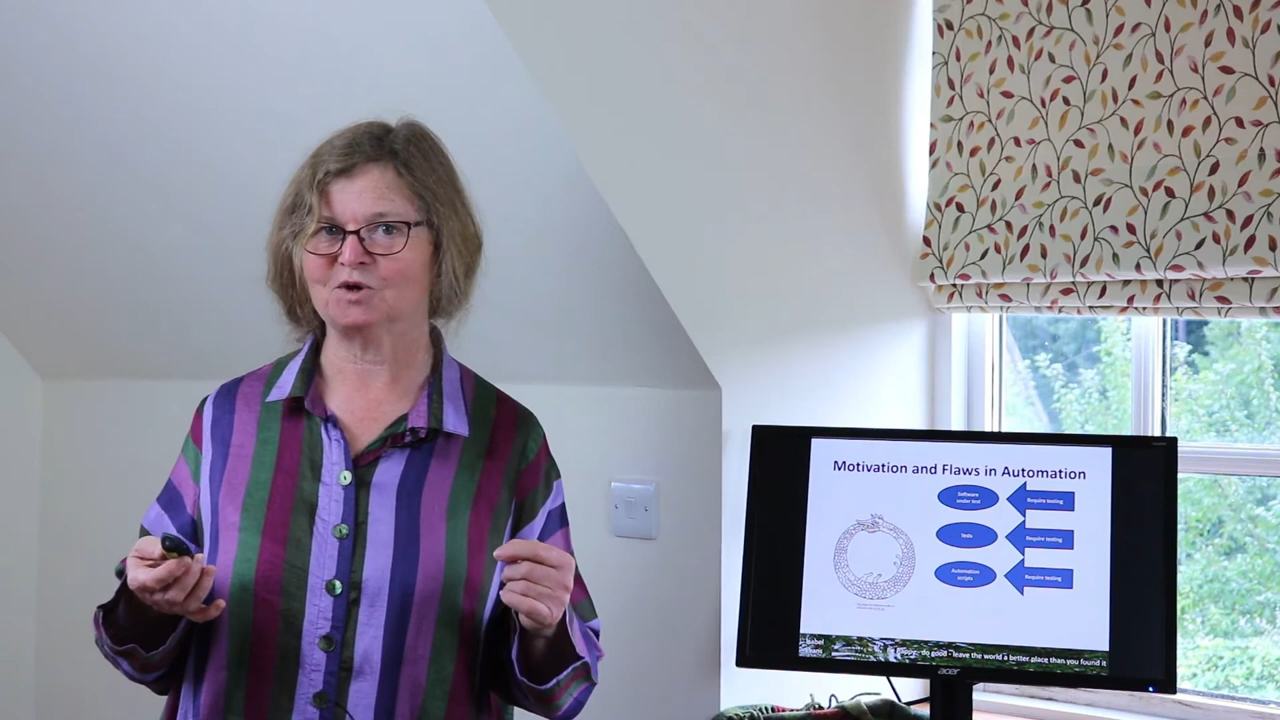 Motivation and Flaws in Automation
Software
under test
Require testing
Tests
Require testing
Automation
scripts
Require testing
Isabel
Evans
happy - do good - leave the world a better place than you found it
acer